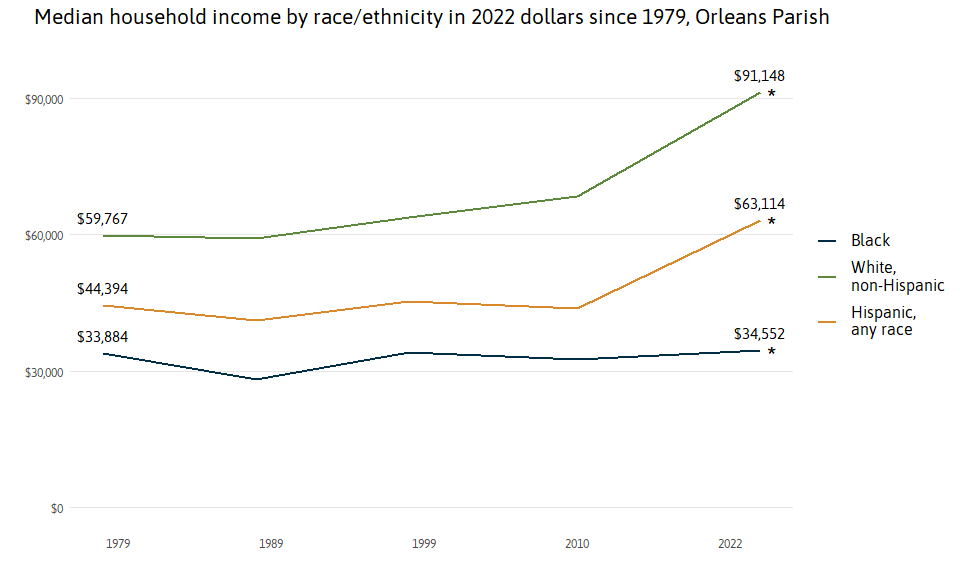 Median household income by race/ethnicity in 2022 dollars since 1979, Orleans Parish
$91,148
*
$90,000
$63,114
*
$59,767
$60,000
Black
White,
non-Hispanic
Hispanic,
any race
$44,394
$33,884
$34,552
*
$30,000
$0
1979 1989 1999 2010 2022